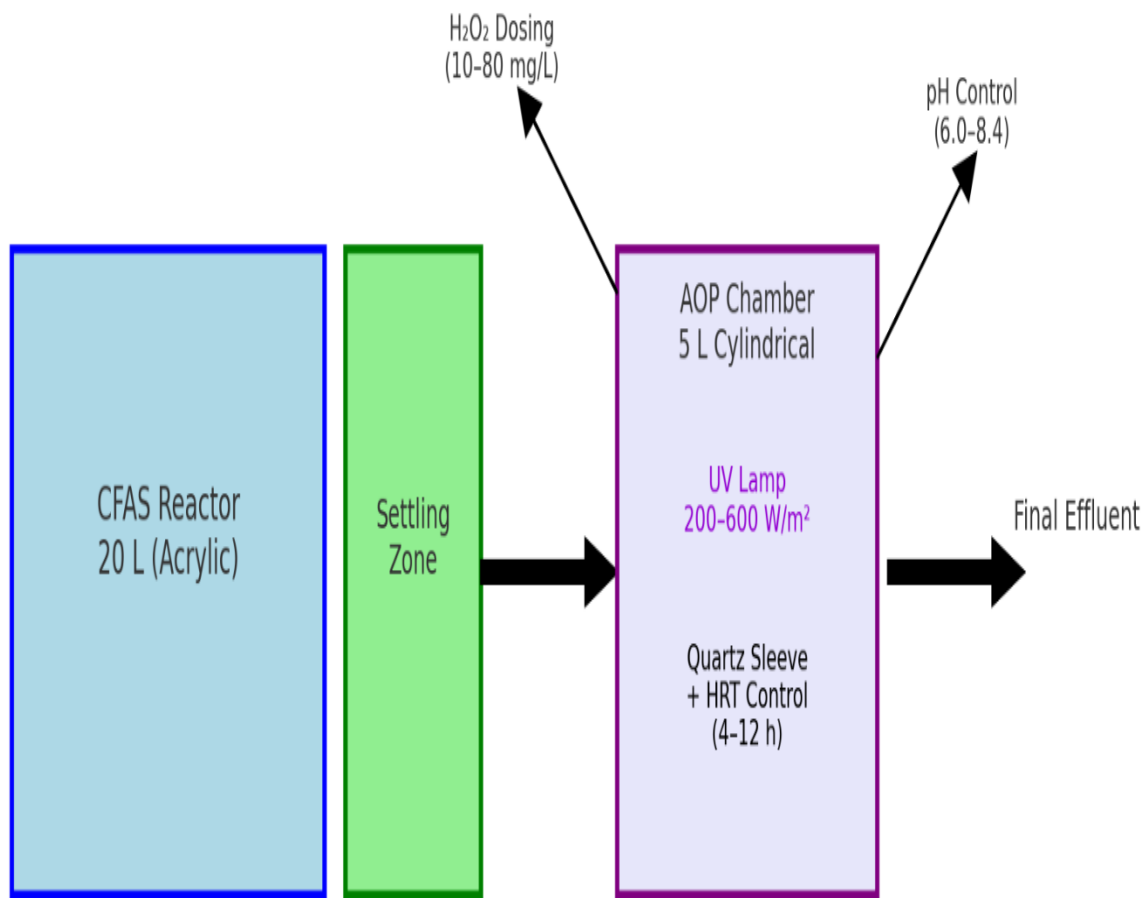 H₂O₂ Dosing
(10–80 mg/L)
pH Control
(6.0–8.4)
CFAS Reactor
20 L (Acrylic)
Settling
Zone
AOP Chamber
5 L Cylindrical
UV Lamp
200–600 W/m²
Quartz Sleeve
+ HRT Control
(4–12 h)
Final Effluent